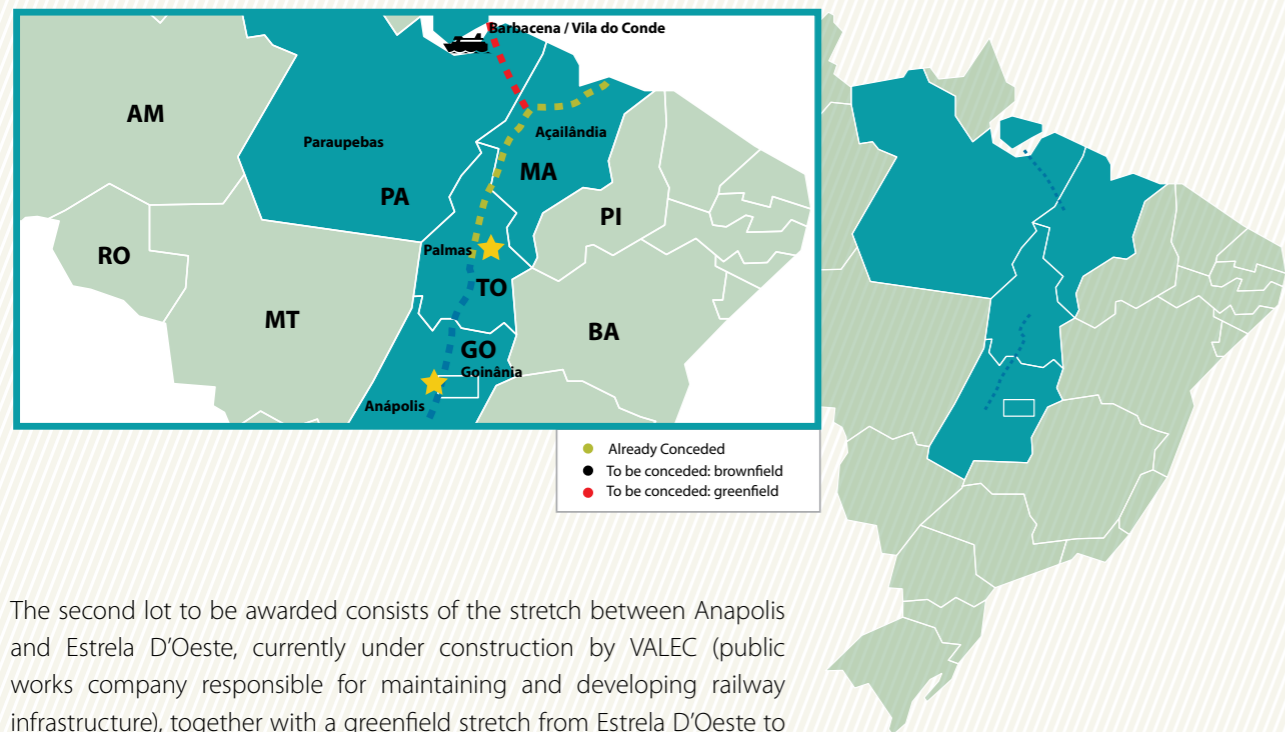 Barbacena / Vila do Conde
AM
Açailândia
Paraupebas
MA
PA
PI
RO
Palmas
TO
MT
BA
GO
Goinânia
Anápolis
Already Conceded
To be conceded: brownfield
To be conceded: greenfield
The second lot to be awarded consists of the stretch between Anapolis
and Estrela D’Oeste, currently under construction by VALEC (public
works company responsible for maintaining and developing railway
infrastructure), together with a greenfield stretch from Estrela D’Oeste to